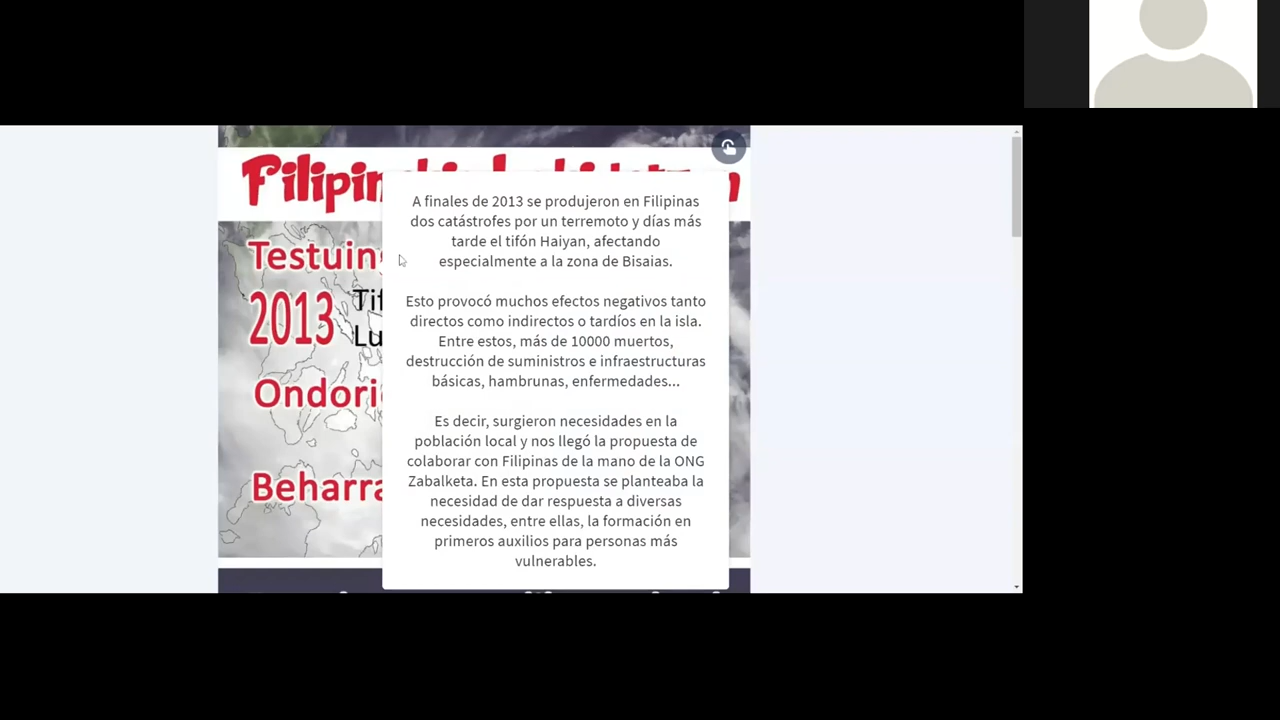 Testuing
2013
Ondorio
Beharra
A finales de 2013 se produjeron en Filipinas
dos catástrofes por un terremoto y días más
tarde el tifón Haiyan, afectando
especialmente a la zona de Bisaias.
Esto provocó muchos efectos negativos tanto
directos como indirectos o tardíos en la isla.
Entre estos, más de 10000 muertos,
destrucción de suministros e infraestructuras
básicas, hambrunas, enfermedades...
Es decir, surgieron necesidades en la
población local y nos llegó la propuesta de
colaborar con Filipinas de la mano de la ONG
Zabalketa. En esta propuesta se planteaba la
necesidad de dar respuesta a diversas
necesidades, entre ellas, la formación en
primeros auxilios para personas más
vulnerables.